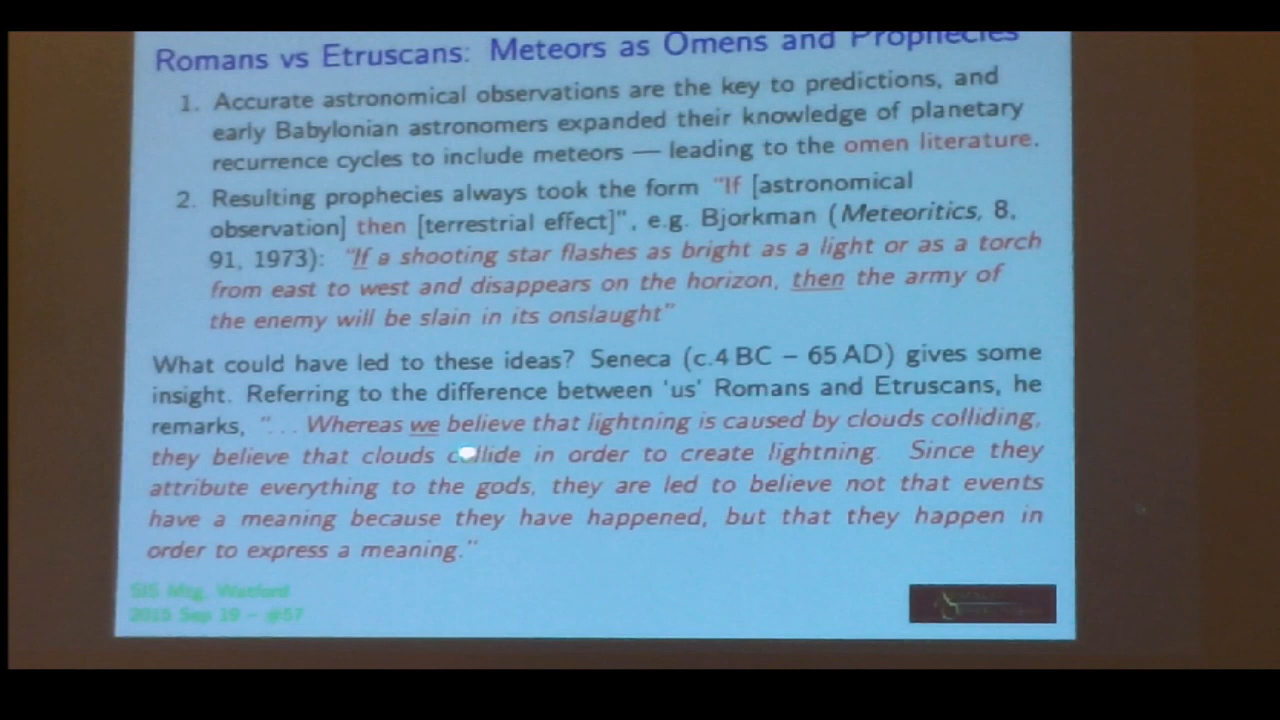 Romans vs Etruscans: Meteors as Omens and Prophecies
1. Accurate astronomical observations are the key to predictions, and
early Babylonian astronomers expanded their knowledge of planetary
recurrence cycles to include meteors — leading to the omen literature.
2. Resulting prophecies always took the form "If [astronomical
observation] then [terrestrial effect]", e.g. Bjorkman (Meteoritics, 8,
91, 1973): "If a shooting star flashes as bright as a light or as a torch
from east to west and disappears on the horizon, then the army of
the enemy will be slain in its onslaught"
What could have led to these ideas? Seneca (c.4 BC – 65 AD) gives some
insight. Referring to the difference between 'us' Romans and Etruscans, he
remarks, "... Whereas we believe that lightning is caused by clouds colliding,
they believe that clouds collide in order to create lightning. Since they
attribute everything to the gods, they are led to believe not that events
have a meaning because they have happened, but that they happen in
order to express a meaning."
SIS Mtg, Watford
2015 Sep 19 – #57